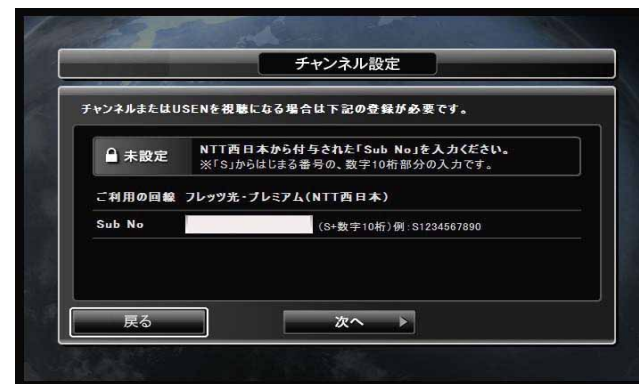 チャンネル設定
チャンネルまたはUSENを視聴になる場合は下記の登録が必要です。
未設定
NTT西日本から付与された「Sub No」を入力ください。
※「S」からはじまる番号の、数字10桁部分の入力です。
ご利用の回線 フレッツ光・プレミアム(NTT西日本)
Sub No (S+数字10桁)例:S1234567890
戻る 次へ